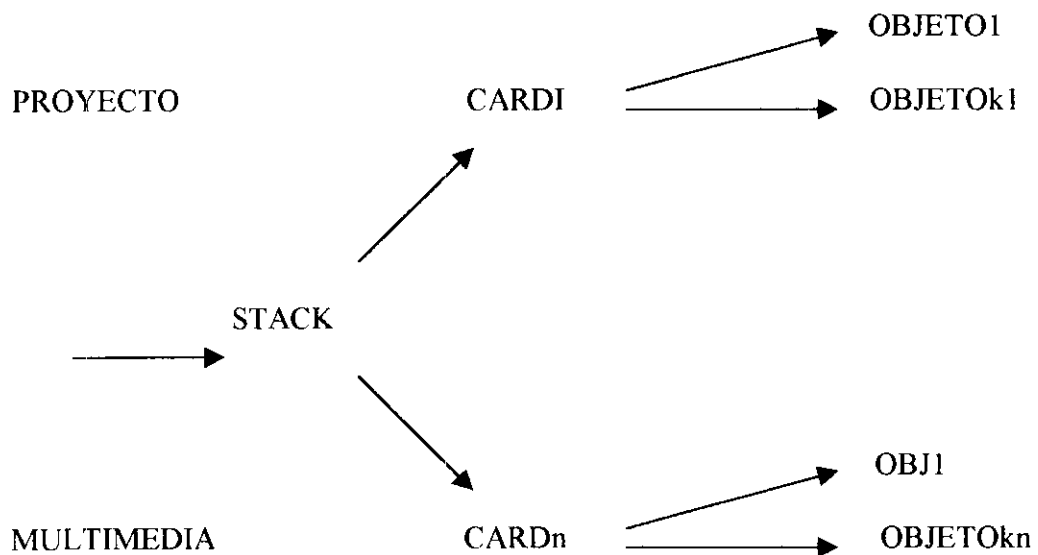 OBJETO1
PROYECTO CARDI OBJETOk1
STACK
OBJ1
MULTIMEDIA CARDn OBJETOkn